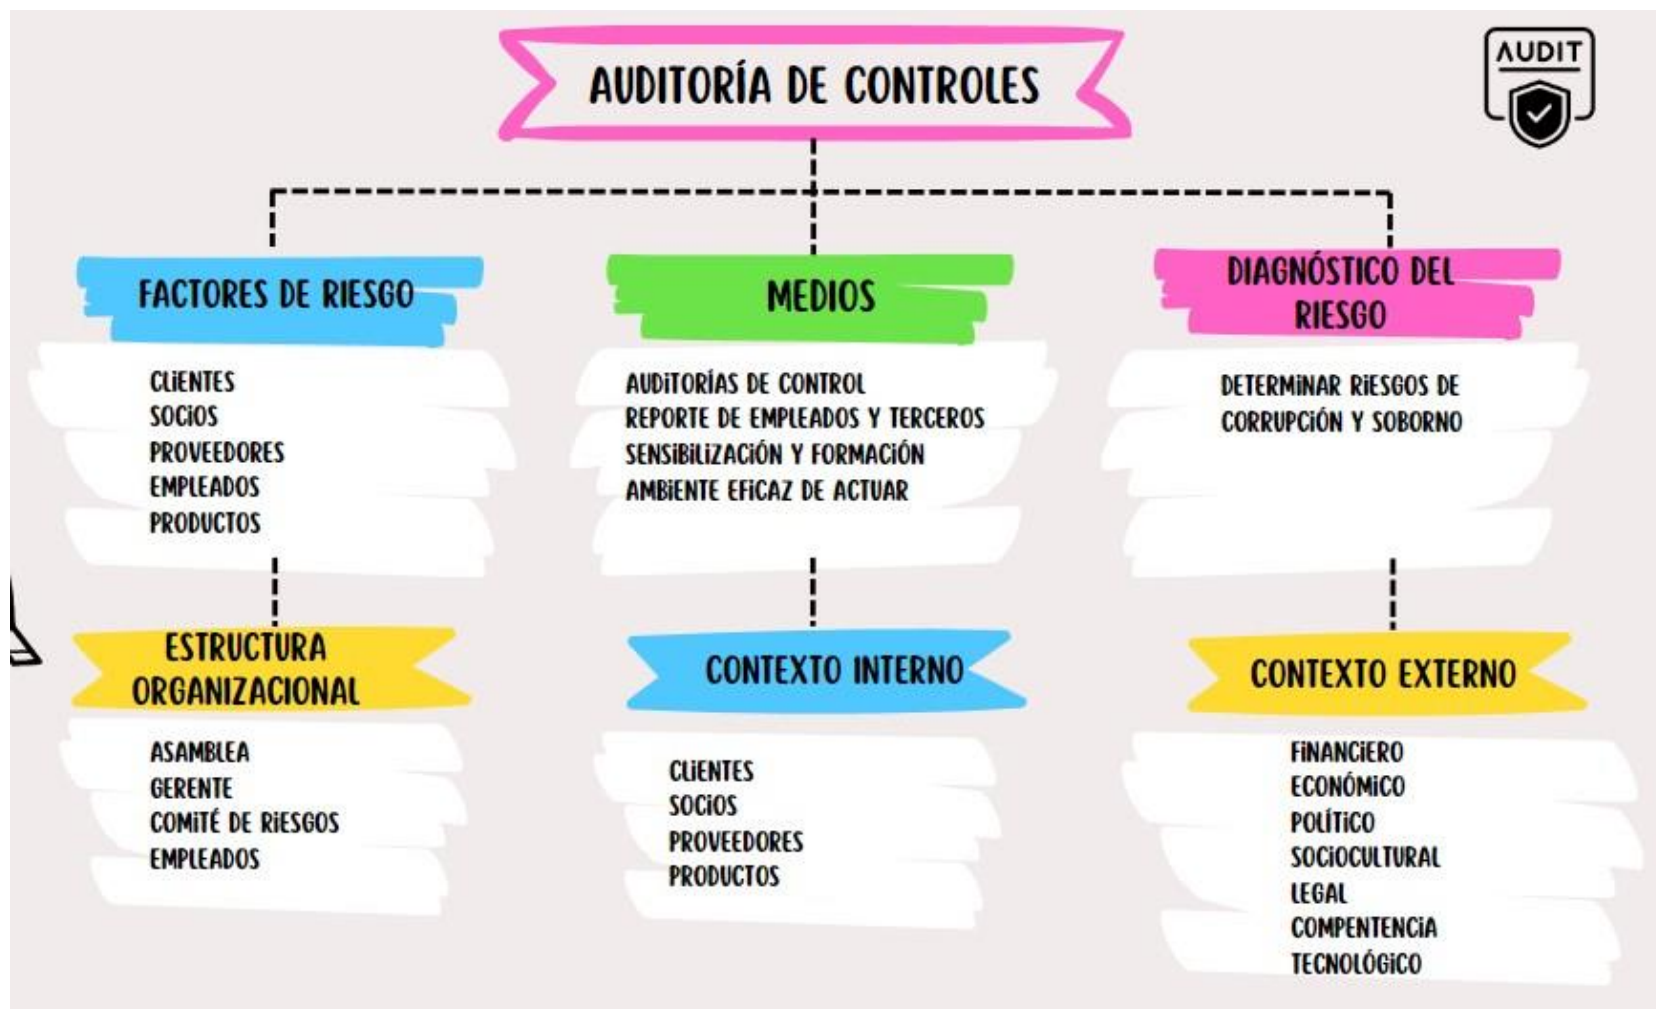 AUDITORÍA DE CONTROLES
AUDIT
FACTORES DE RIESGO
CLIENTES
SOCIOS
PROVEEDORES
EMPLEADOS
PRODUCTOS
MEDIOS
AUDITORÍAS DE CONTROL
REPORTE DE EMPLEADOS Y TERCEROS
SENSIBILIZACIÓN Y FORMACIÓN
AMBIENTE EFICAZ DE ACTUAR
DIAGNÓSTICO DEL
RIESGO
DETERMINAR RIESGOS DE
CORRUPCIÓN Y SOBORNO
ESTRUCTURA
ORGANIZACIONAL
ASAMBLEA
GERENTE
COMITÉ DE RIESGOS
EMPLEADOS
CONTEXTO INTERNO
CLIENTES
SOCIOS
PROVEEDORES
PRODUCTOS
CONTEXTO EXTERNO
FINANCIERO
ECONÓMICO
POLÍTICO
SOCIOCULTURAL
LEGAL
COMPENTENCIA
TECNOLÓGICO